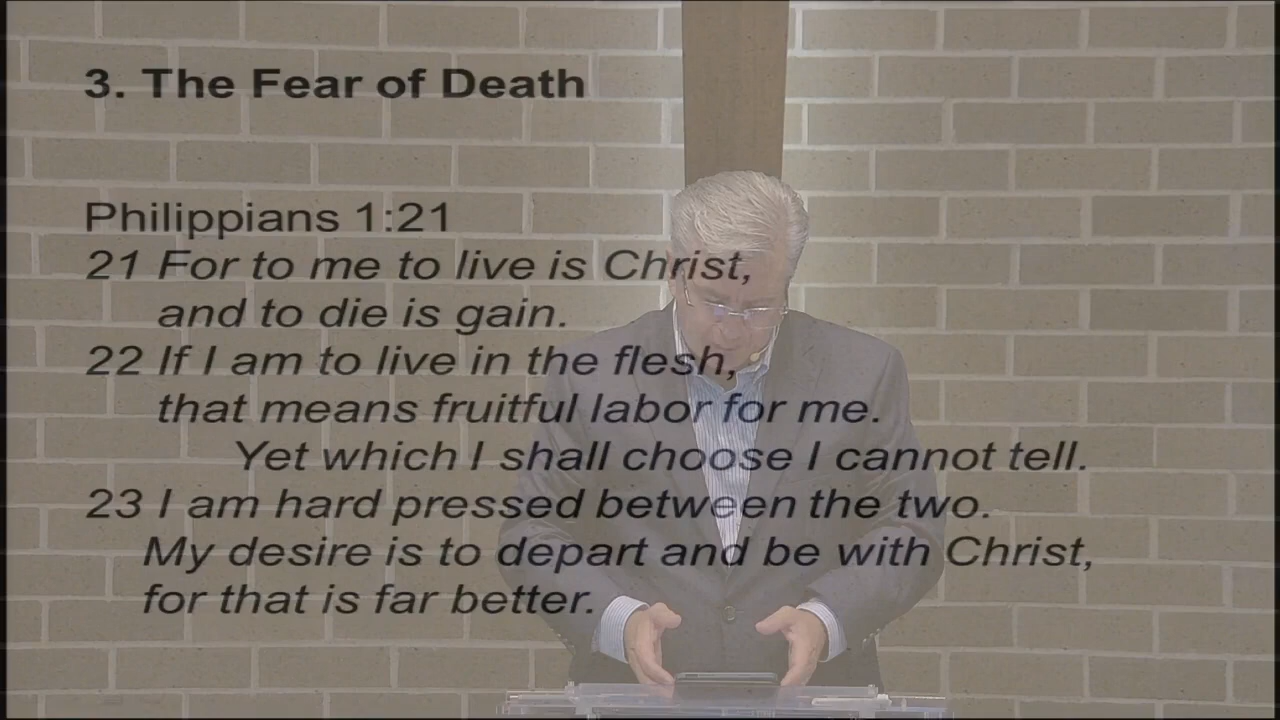 3. The Fear of Death
Philippians 1:21
21 For to me to live is Christ,
and to die is gain.
22 If I am to live in the flesh,
that means fruitful labor for me.
Yet which I shall choose I cannot tell.
23 I am hard pressed between the two.
My desire is to depart and be with Christ,
for that is far better.